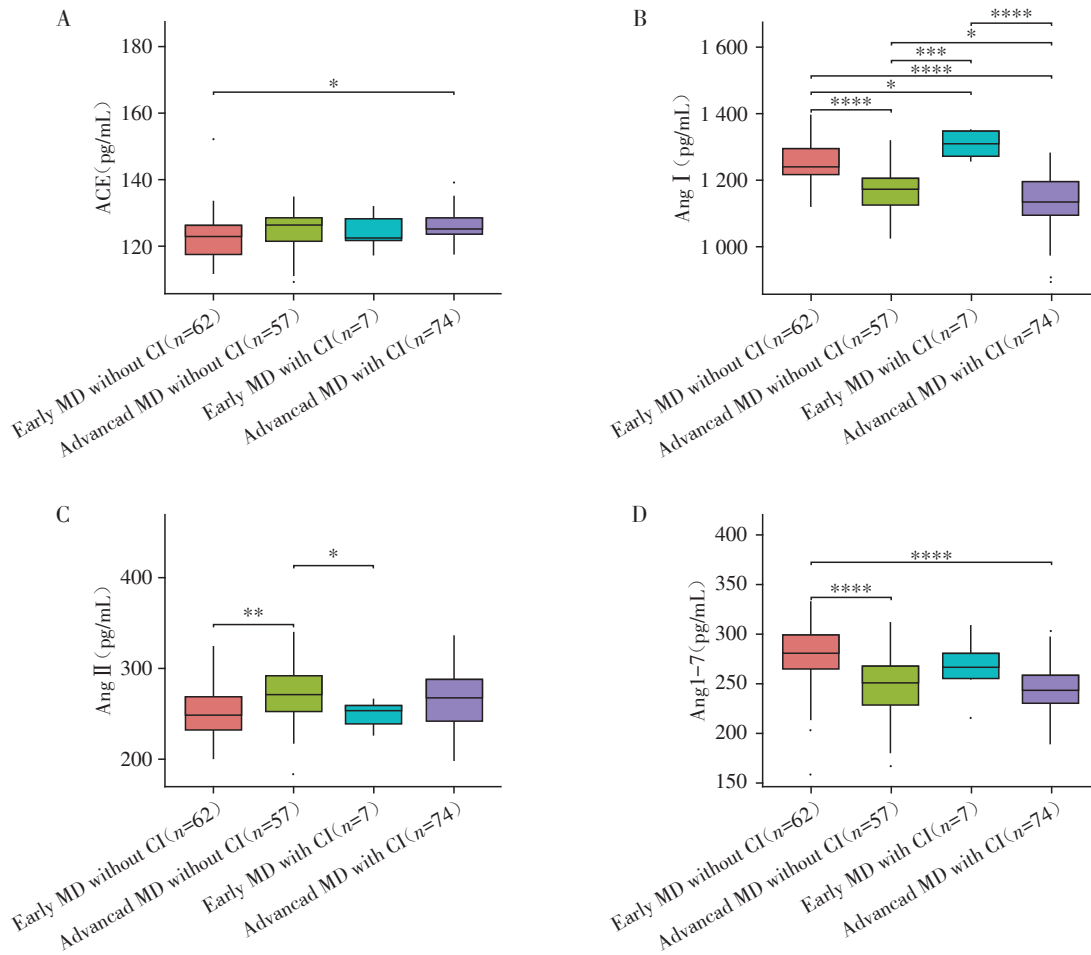 A
ACE(pg/mL)
180
160
140
120
*
Early MD without CI(n=62)
Advancad MD without CI(n=57)
Early MD with CI(n=7)
Advancad MD with CI(n=74)
B
Ang Ⅰ(pg/mL)
1 600
1 400
1 200
1 000
****
*
***
****
*
****
Early MD without CI(n=62)
Advancad MD without CI(n=57)
Early MD with CI(n=7)
Advancad MD with CI(n=74)
C
Ang Ⅱ(pg/mL)
400
300
200
*
**
Early MD without CI(n=62)
Advancad MD without CI(n=57)
Early MD with CI(n=7)
Advancad MD with CI(n=74)
D
Ang1-7(pg/mL)
400
350
300
250
200
150
****
****
Early MD without CI(n=62)
Advancad MD without CI(n=57)
Early MD with CI(n=7)
Advancad MD with CI(n=74)